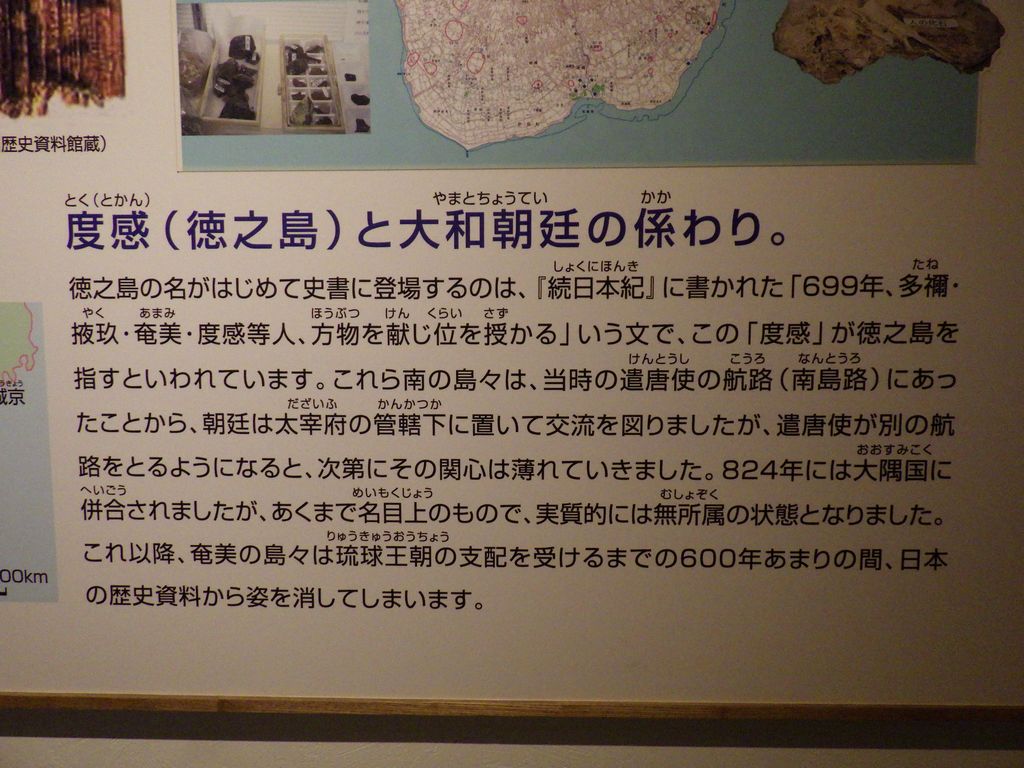 歴史資料館蔵）
人の化石
とく（とかん） やまとちょうてい かか
度感（徳之島）と大和朝廷の係わり。
しょくにほんき たね
徳之島の名がはじめて史書に登場するのは、『続日本紀』に書かれた「699年、多禰・
やく あまみ ほうぶつ けん くらい さず
掖玖・奄美・度感等人、方物を献じ位を授かる」いう文で、この「度感」が徳之島を
けんとうし こうろ なんとうろ
指すといわれています。これら南の島々は、当時の遣唐使の航路（南島路）にあっ
だざいふ かんかつか
たことから、朝廷は太宰府の管轄下に置いて交流を図りましたが、遣唐使が別の航
おおすみこく
路をとるようになると、次第にその関心は薄れていきました。824年には大隅国に
へいごう めいもくじょう むしょぞく
併合されましたが、あくまで名目上のもので、実質的には無所属の状態となりました。
りゅうきゅうおうちょう
これ以降、奄美の島々は琉球王朝の支配を受けるまでの600年あまりの間、日本
の歴史資料から姿を消してしまいます。
京
00km